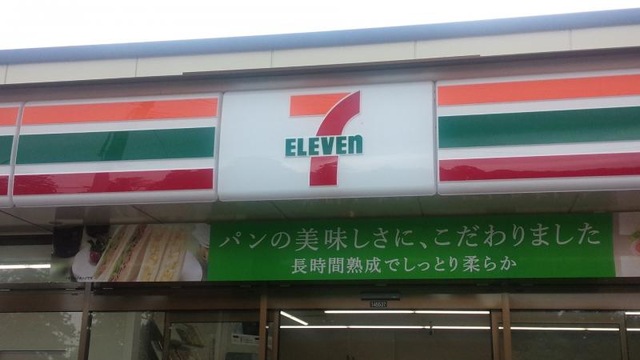 7
ELEVEn
パンの美味しさに、こだわりました
長時間熟成でしっとり柔らか